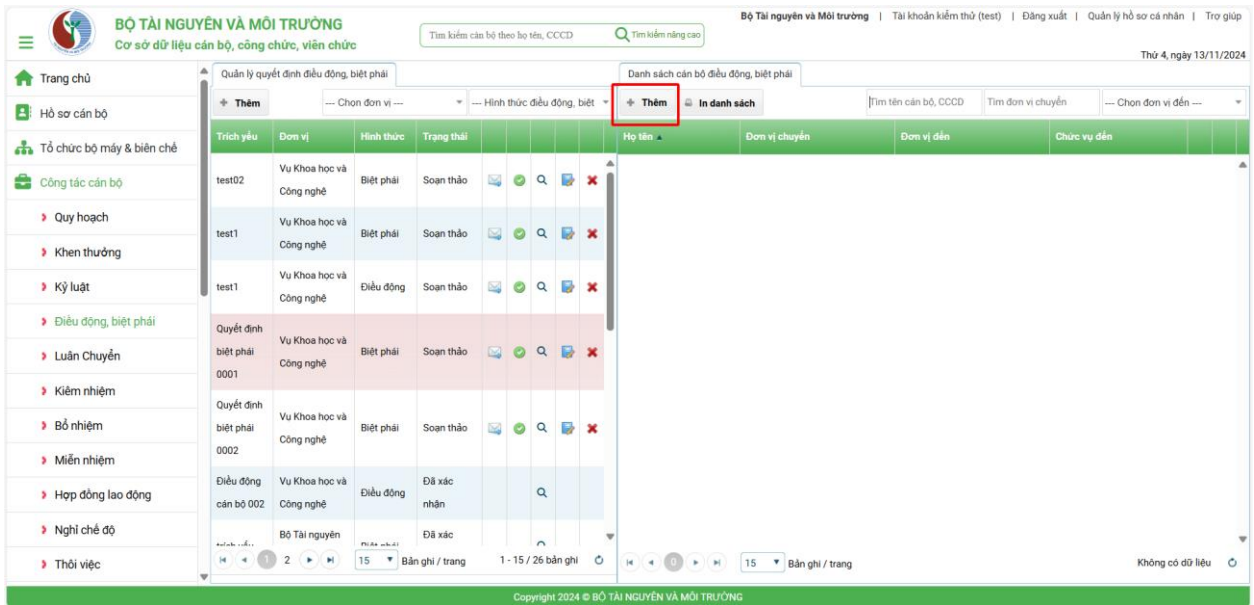 Bộ Tài nguyên và Môi trường | Tài khoản kiểm thử (test) | Đăng xuất | Quản lý hồ sơ cá nhân | Trợ giúp
BỘ TÀI NGUYÊN VÀ MÔI TRƯỜNG
Cơ sở dữ liệu cán bộ, công chức, viên chức
Tìm kiếm cán bộ theo họ tên, CCCD
Tìm kiếm nâng cao
Thứ 4, ngày 13/11/2024
Trang chủ
Hồ sơ cán bộ
Tổ chức bộ máy & biên chế
Công tác cán bộ
Quy hoạch
Khen thưởng
Kỷ luật
Điều động, biệt phái
Luân Chuyển
Kiêm nhiệm
Bổ nhiệm
Miễn nhiệm
Hợp đồng lao động
Nghỉ chế độ
Thôi việc
Quản lý quyết định điều động, biệt phái
Thêm --- Chọn đơn vị --- --- Hình thức điều động, biệt
Trích yếu Đơn vị Hình thức Trạng thái
test02 Vụ Khoa học và Biệt phái Soạn thảo
Công nghệ
test1 Vụ Khoa học và Biệt phái Soạn thảo
Công nghệ
test1 Vụ Khoa học và Điều động Soạn thảo
Công nghệ
Quyết định
biệt phái Vụ Khoa học và Biệt phái Soạn thảo
0001 Công nghệ
Quyết định
biệt phái Vụ Khoa học và Biệt phái Soạn thảo
0002 Công nghệ
Điều động Vụ Khoa học và Điều động Đã xác
cán bộ 002 Công nghệ nhận
Bộ Tài nguyên Đã xác
trích yếu Biệt phái
1 2 15 Bản ghi / trang 1 - 15 / 26 bản ghi
Danh sách cán bộ điều động, biệt phái
Thêm In danh sách Tìm tên cán bộ, CCCD Tìm đơn vị chuyển --- Chọn đơn vị đến ---
Họ tên Đơn vị chuyển Đơn vị đến Chức vụ đến
0 15 Bản ghi / trang Không có dữ liệu
Copyright 2024 © BỘ TÀI NGUYÊN VÀ MÔI TRƯỜNG